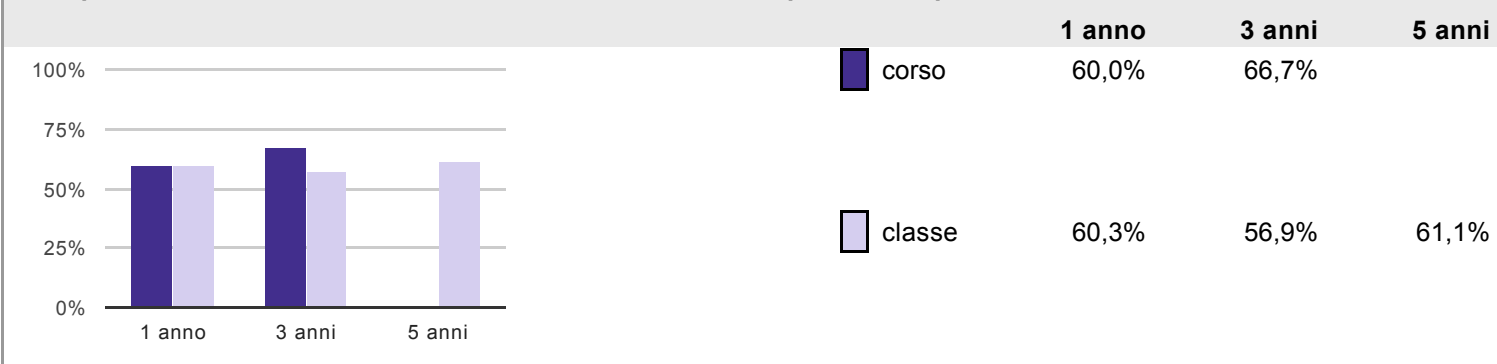 1 anno 3 anni 5 anni
100%
75%
50%
25%
0%
1 anno 3 anni 5 anni
corso 60,0% 66,7%
classe 60,3% 56,9% 61,1%